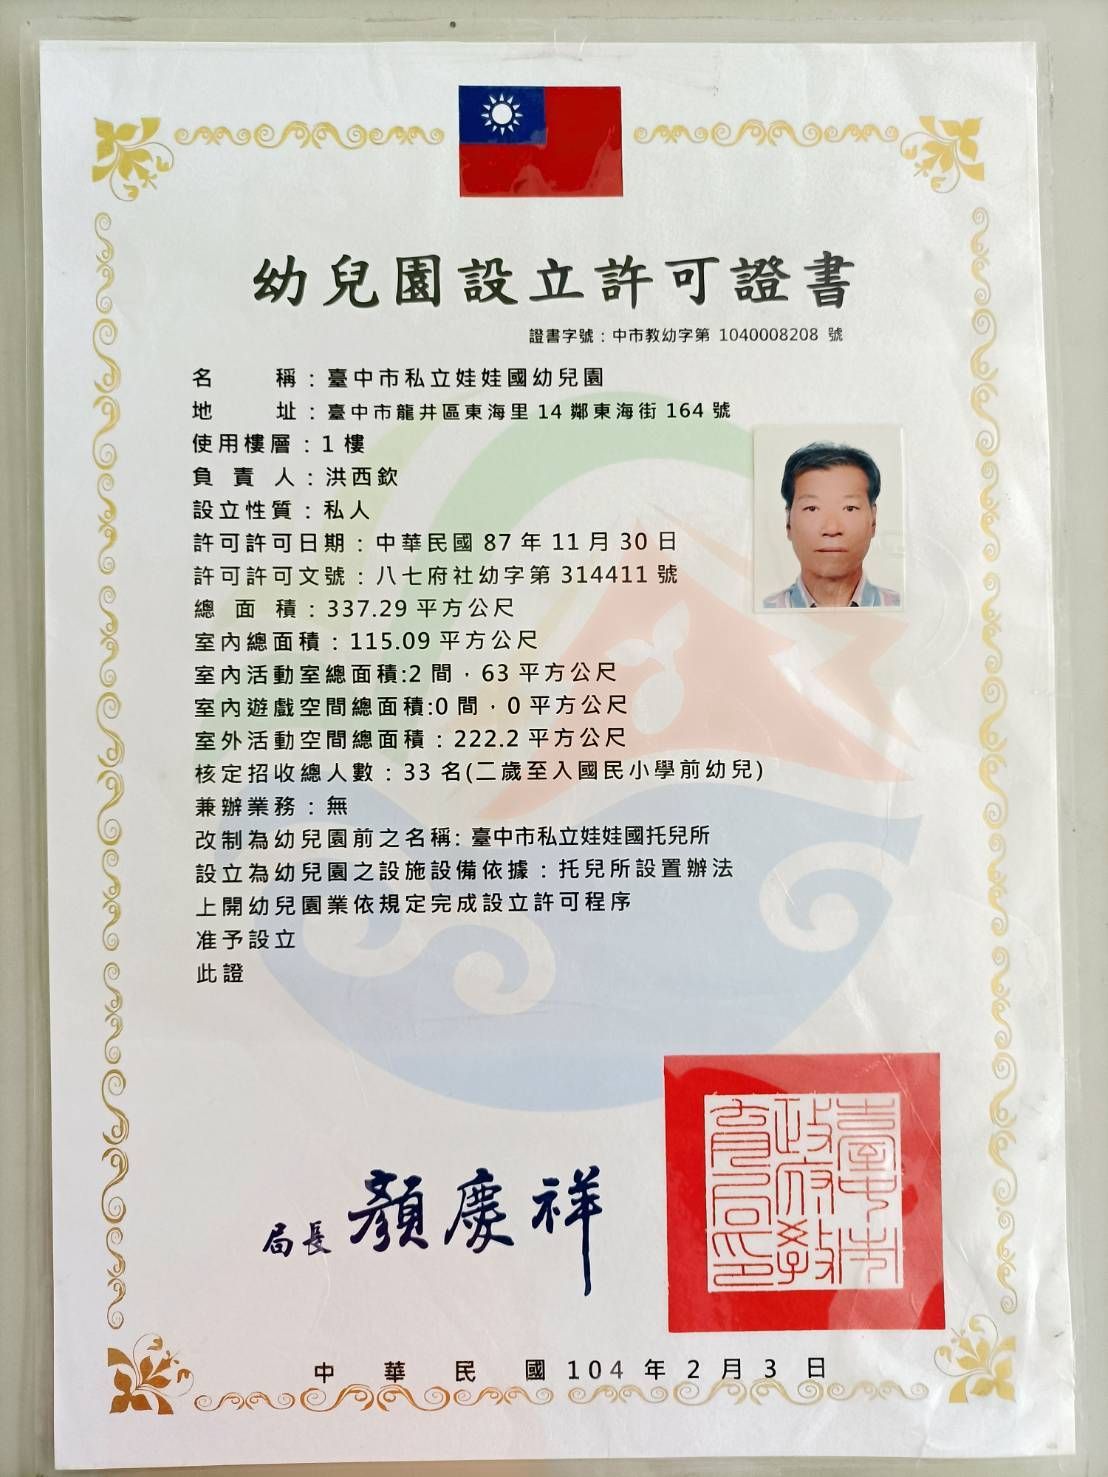 幼兒園設立許可證書
證書字號：中市教幼字第 1040008208 號
名稱：臺中市私立娃娃國幼兒園
地址：臺中市龍井區東海里 14 鄰東海街 164 號
使用樓層：1 樓
負責人：洪西欽
設立性質：私人
許可許可日期：中華民國 87 年 11 月 30 日
許可許可文號：八七府社幼字第 314411 號
總面積：337.29 平方公尺
室內總面積：115.09 平方公尺
室內活動室總面積:2 間，63 平方公尺
室內遊戲空間總面積:0 間，0 平方公尺
室外活動空間總面積：222.2 平方公尺
核定招收總人數：33 名(二歲至入國民小學前幼兒)
兼辦業務：無
改制為幼兒園前之名稱: 臺中市私立娃娃國托兒所
設立為幼兒園之設施設備依據：托兒所設置辦法
上開幼兒園業依規定完成設立許可程序
准予設立
此證
局長 顏慶祥
臺中市政府教育局印
中華民國 104 年 2 月 3 日